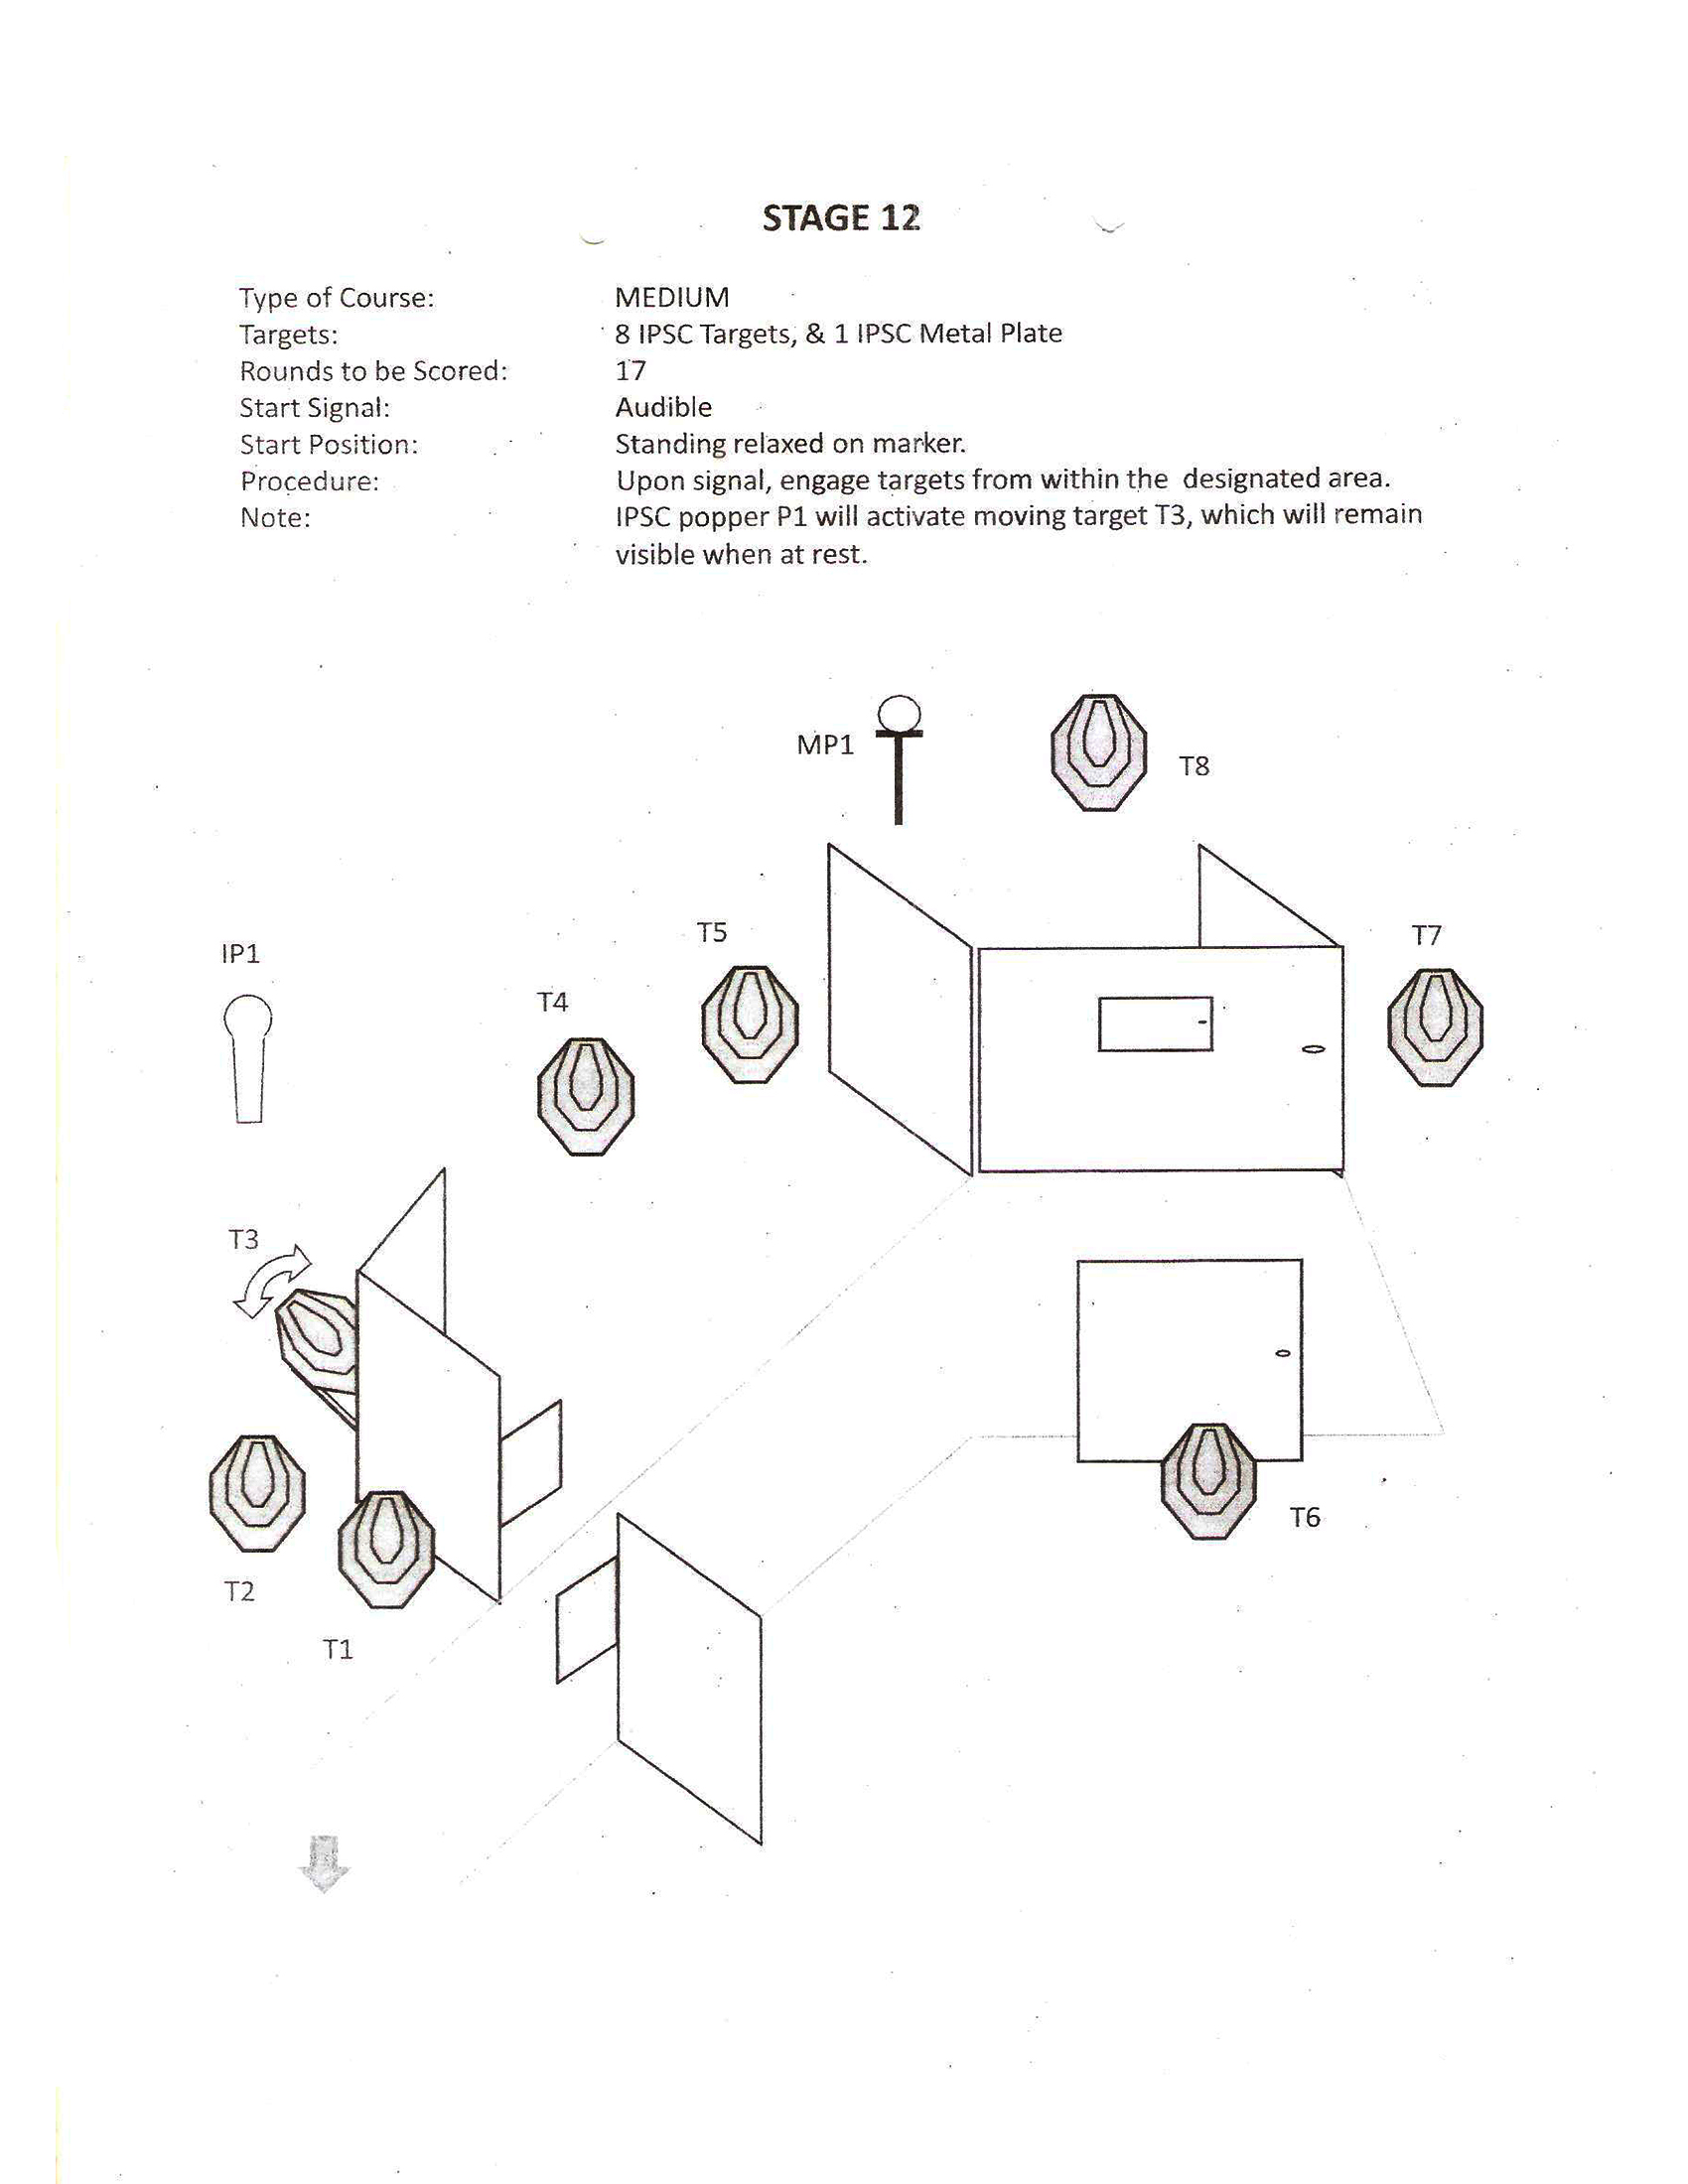 STAGE 12
Type of Course: MEDIUM
Targets: 8 IPSC Targets, & 1 IPSC Metal Plate
Rounds to be Scored: 17
Start Signal: Audible
Start Position: Standing relaxed on marker.
Procedure: Upon signal, engage targets from within the designated area.
Note: IPSC popper P1 will activate moving target T3, which will remain
visible when at rest.
MP1
T8
T5
T7
IP1
T4
T3
T6
T2
T1